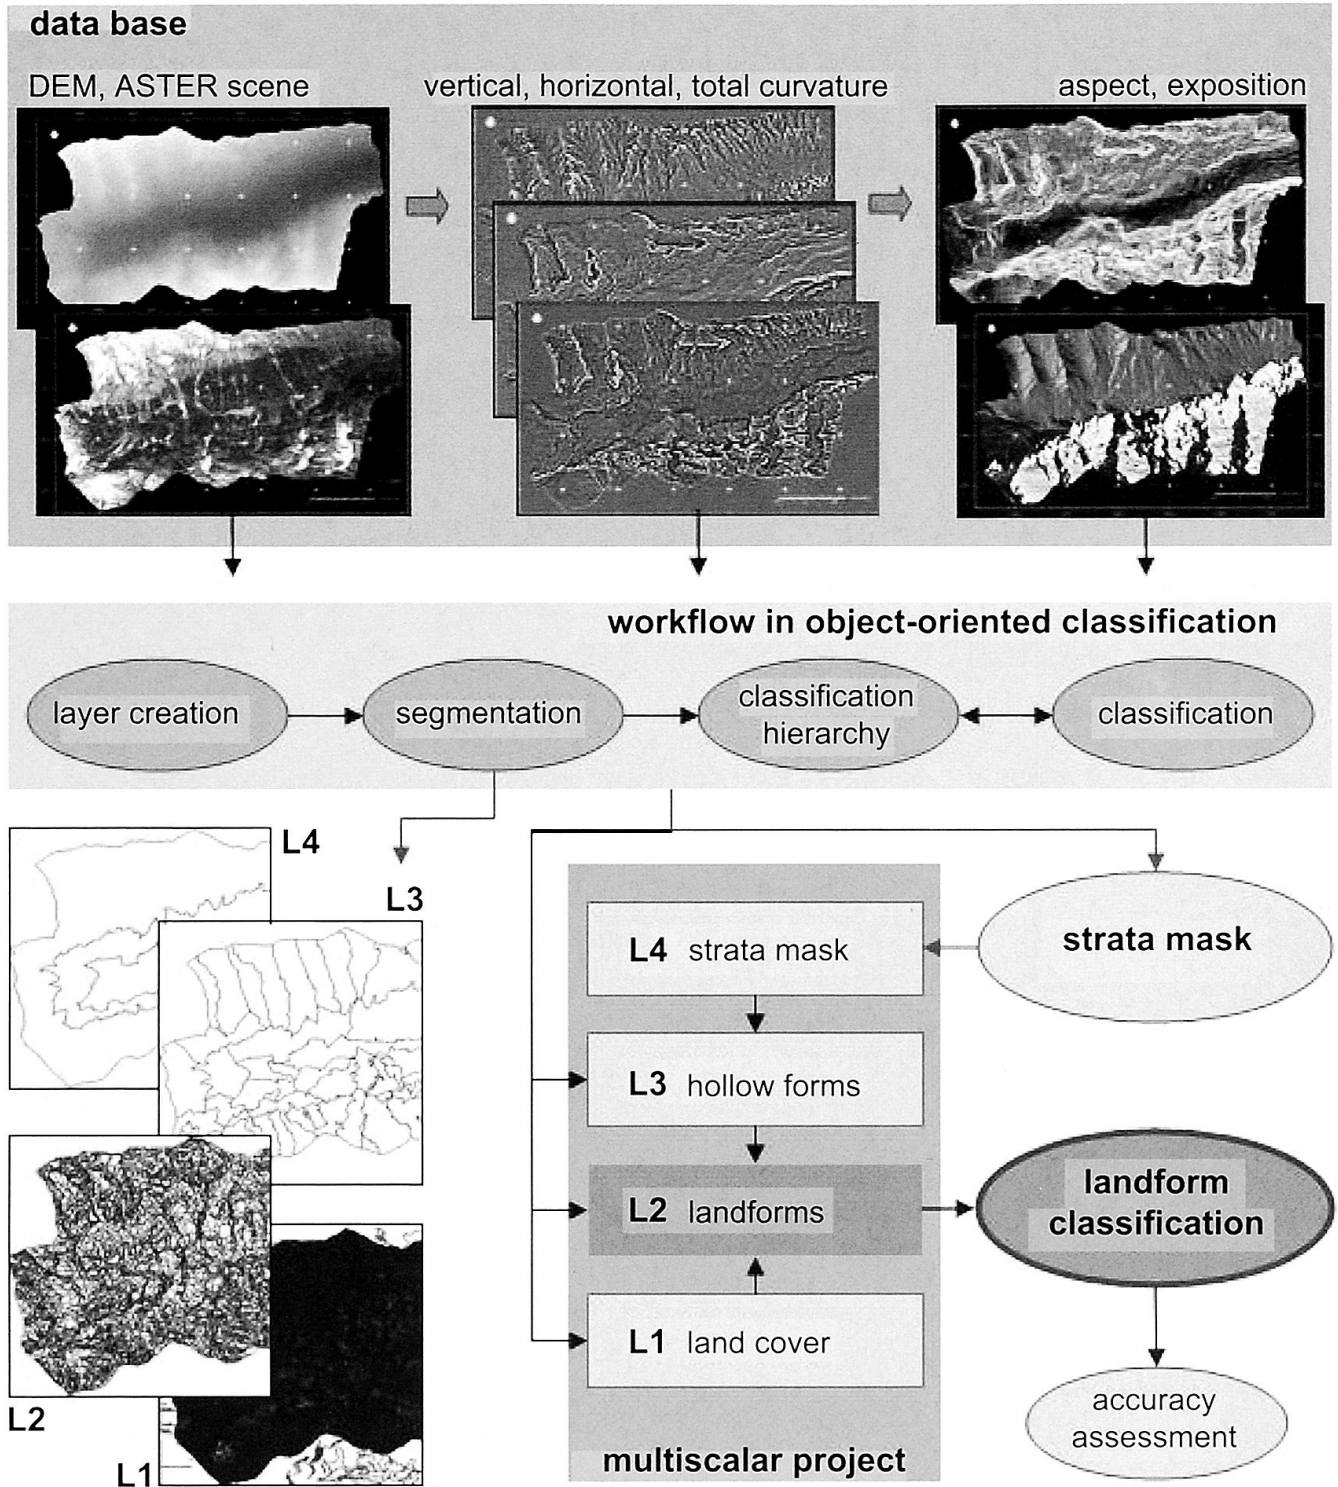 data base
DEM, ASTER scene
vertical, horizontal, total curvature
aspect, exposition
workflow in object-oriented classification
layer creation
segmentation
classification
hierarchy
classification
L4
L3
L2
L1
L4 strata mask
L3 hollow forms
L2 landforms
L1 land cover
multiscalar project
strata mask
landform
classification
accuracy
assessment